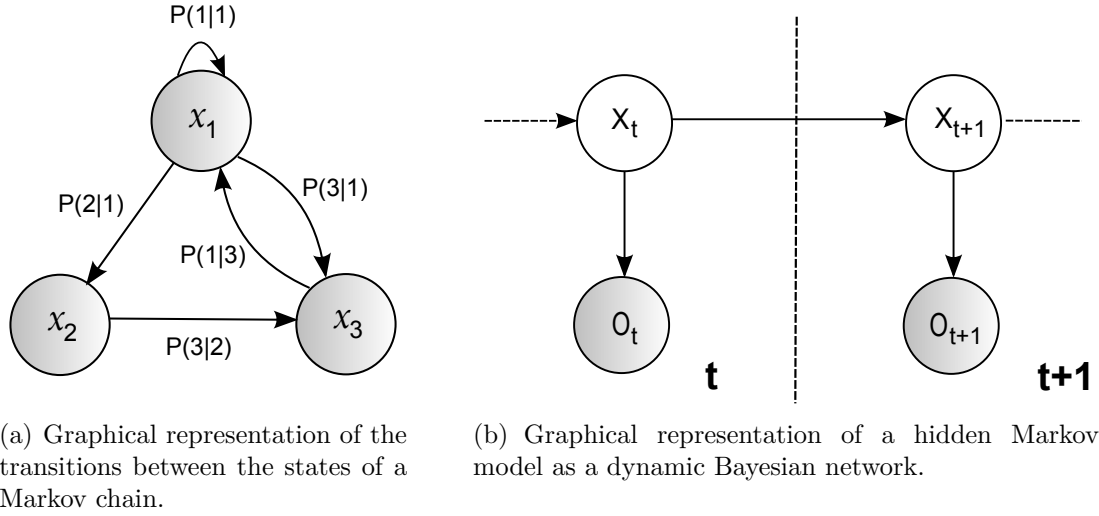 P(1|1)
x1
P(2|1)
P(3|1)
P(1|3)
x2
x3
P(3|2)
(a) Graphical representation of the
transitions between the states of a
Markov chain.
Xt
Xt+1
Ot
Ot+1
t
t+1
(b) Graphical representation of a hidden Markov
model as a dynamic Bayesian network.